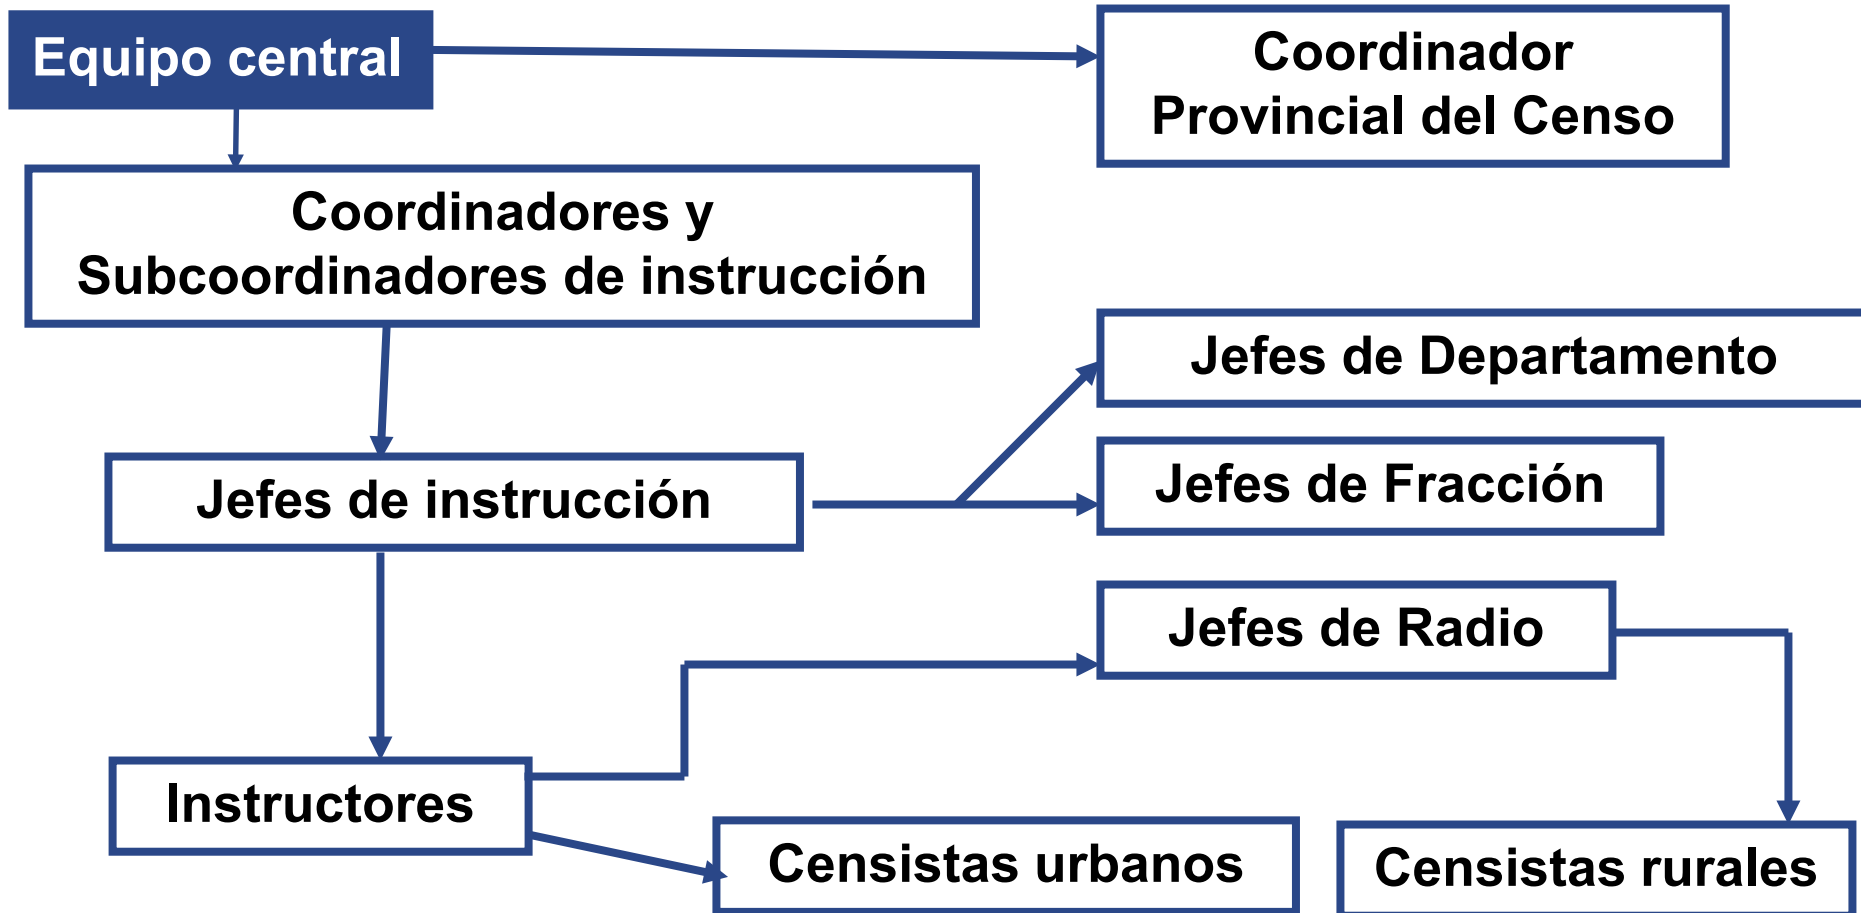 Equipo central
Coordinador
Provincial del Censo
Coordinadores y
Subcoordinadores de instrucción
Jefes de Departamento
Jefes de Fracción
Jefes de instrucción
Jefes de Radio
Instructores
Censistas urbanos
Censistas rurales